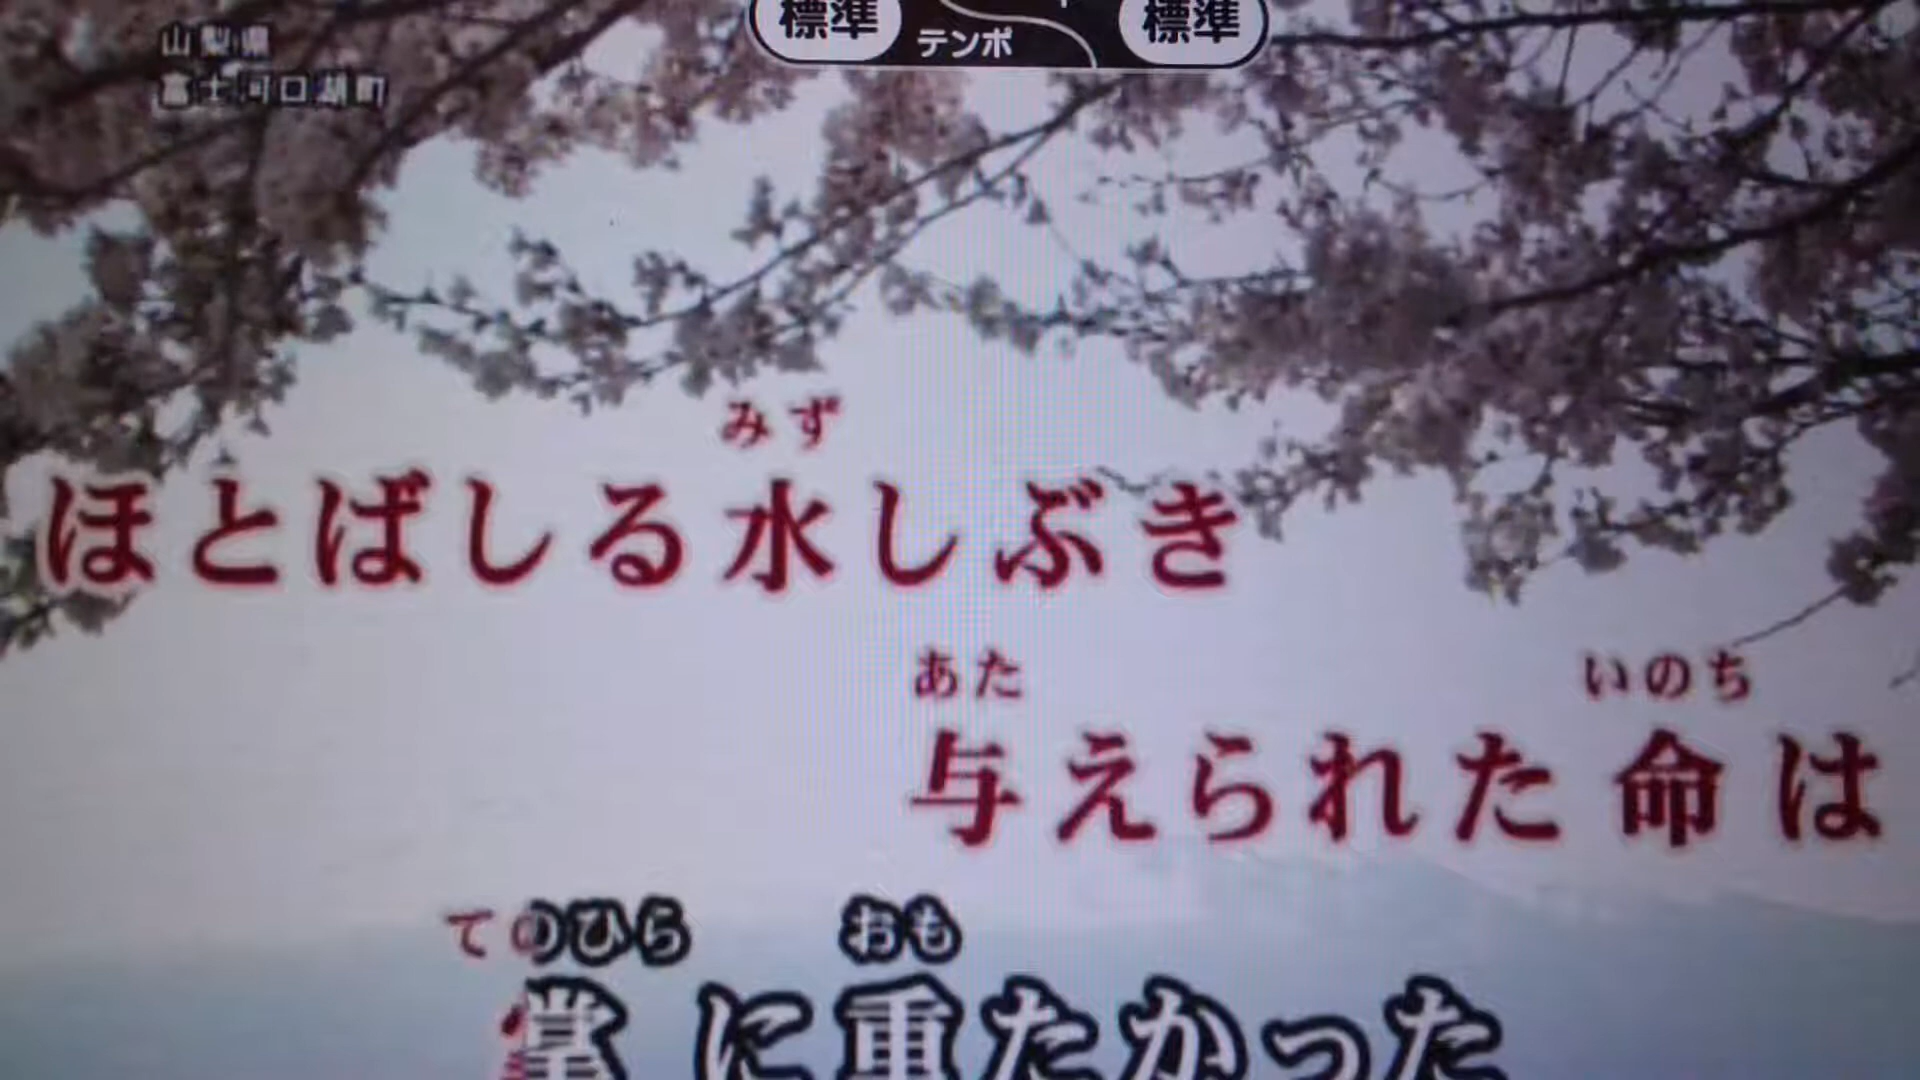 山梨県
富士河口湖町
標準
テンポ
標準
みず
ほとばしる水しぶき
あた いのち
与えられた命は
てのひら おも
掌に重たかった